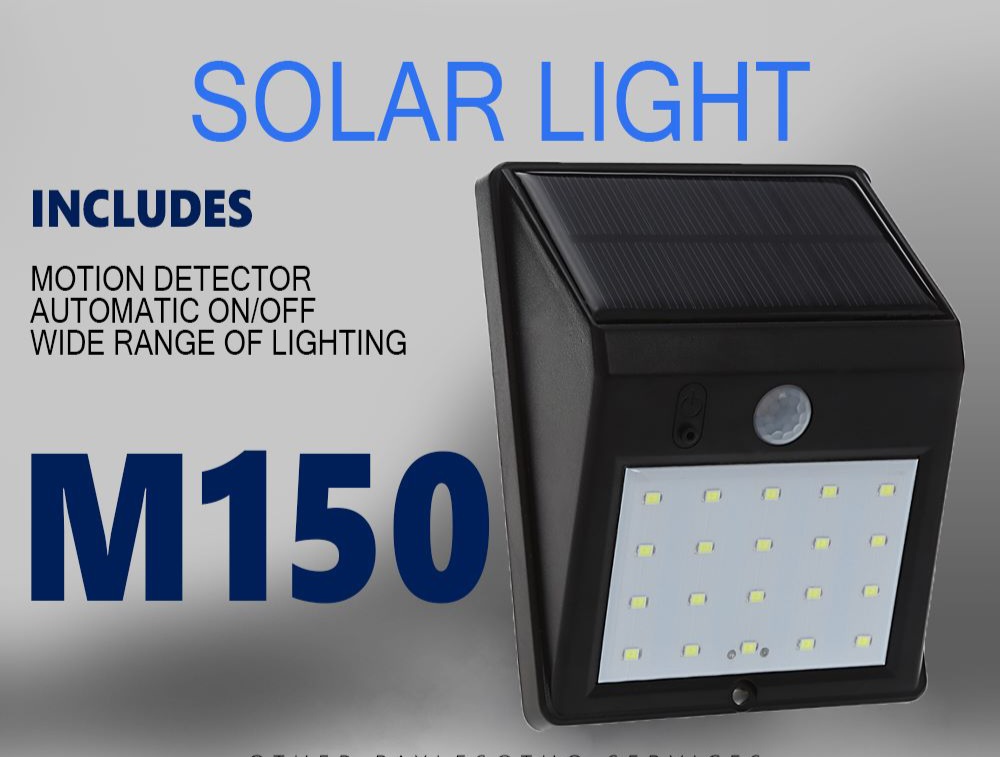 SOLAR LIGHT
INCLUDES
MOTION DETECTOR
AUTOMATIC ON/OFF
WIDE RANGE OF LIGHTING
M150